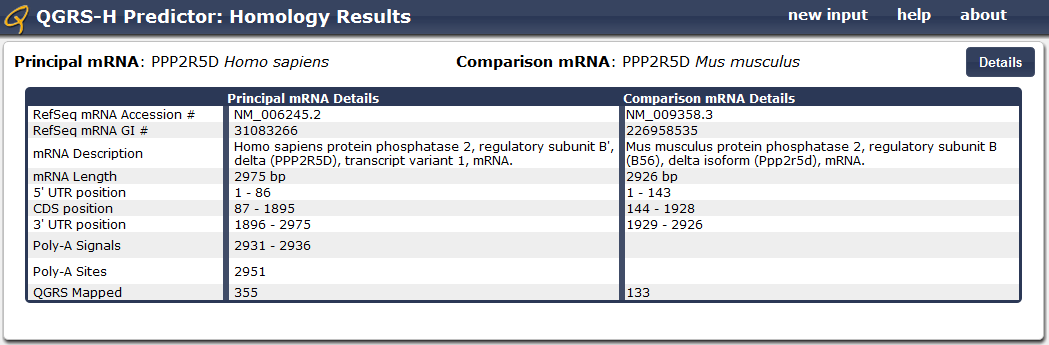 QGRS-H Predictor: Homology Results
new input help about
Principal mRNA: PPP2R5D Homo sapiens Comparison mRNA: PPP2R5D Mus musculus Details
Principal mRNA Details Comparison mRNA Details
RefSeq mRNA Accession # NM_006245.2 NM_009358.3
RefSeq mRNA GI # 31083266 226958535
mRNA Description Homo sapiens protein phosphatase 2, regulatory subunit B', Mus musculus protein phosphatase 2, regulatory subunit B
delta (PPP2R5D), transcript variant 1, mRNA. (B56), delta isoform (Ppp2r5d), mRNA.
mRNA Length 2975 bp 2926 bp
5' UTR position 1 - 86 1 - 143
CDS position 87 - 1895 144 - 1928
3' UTR position 1896 - 2975 1929 - 2926
Poly-A Signals 2931 - 2936
Poly-A Sites 2951
QGRS Mapped 355 133